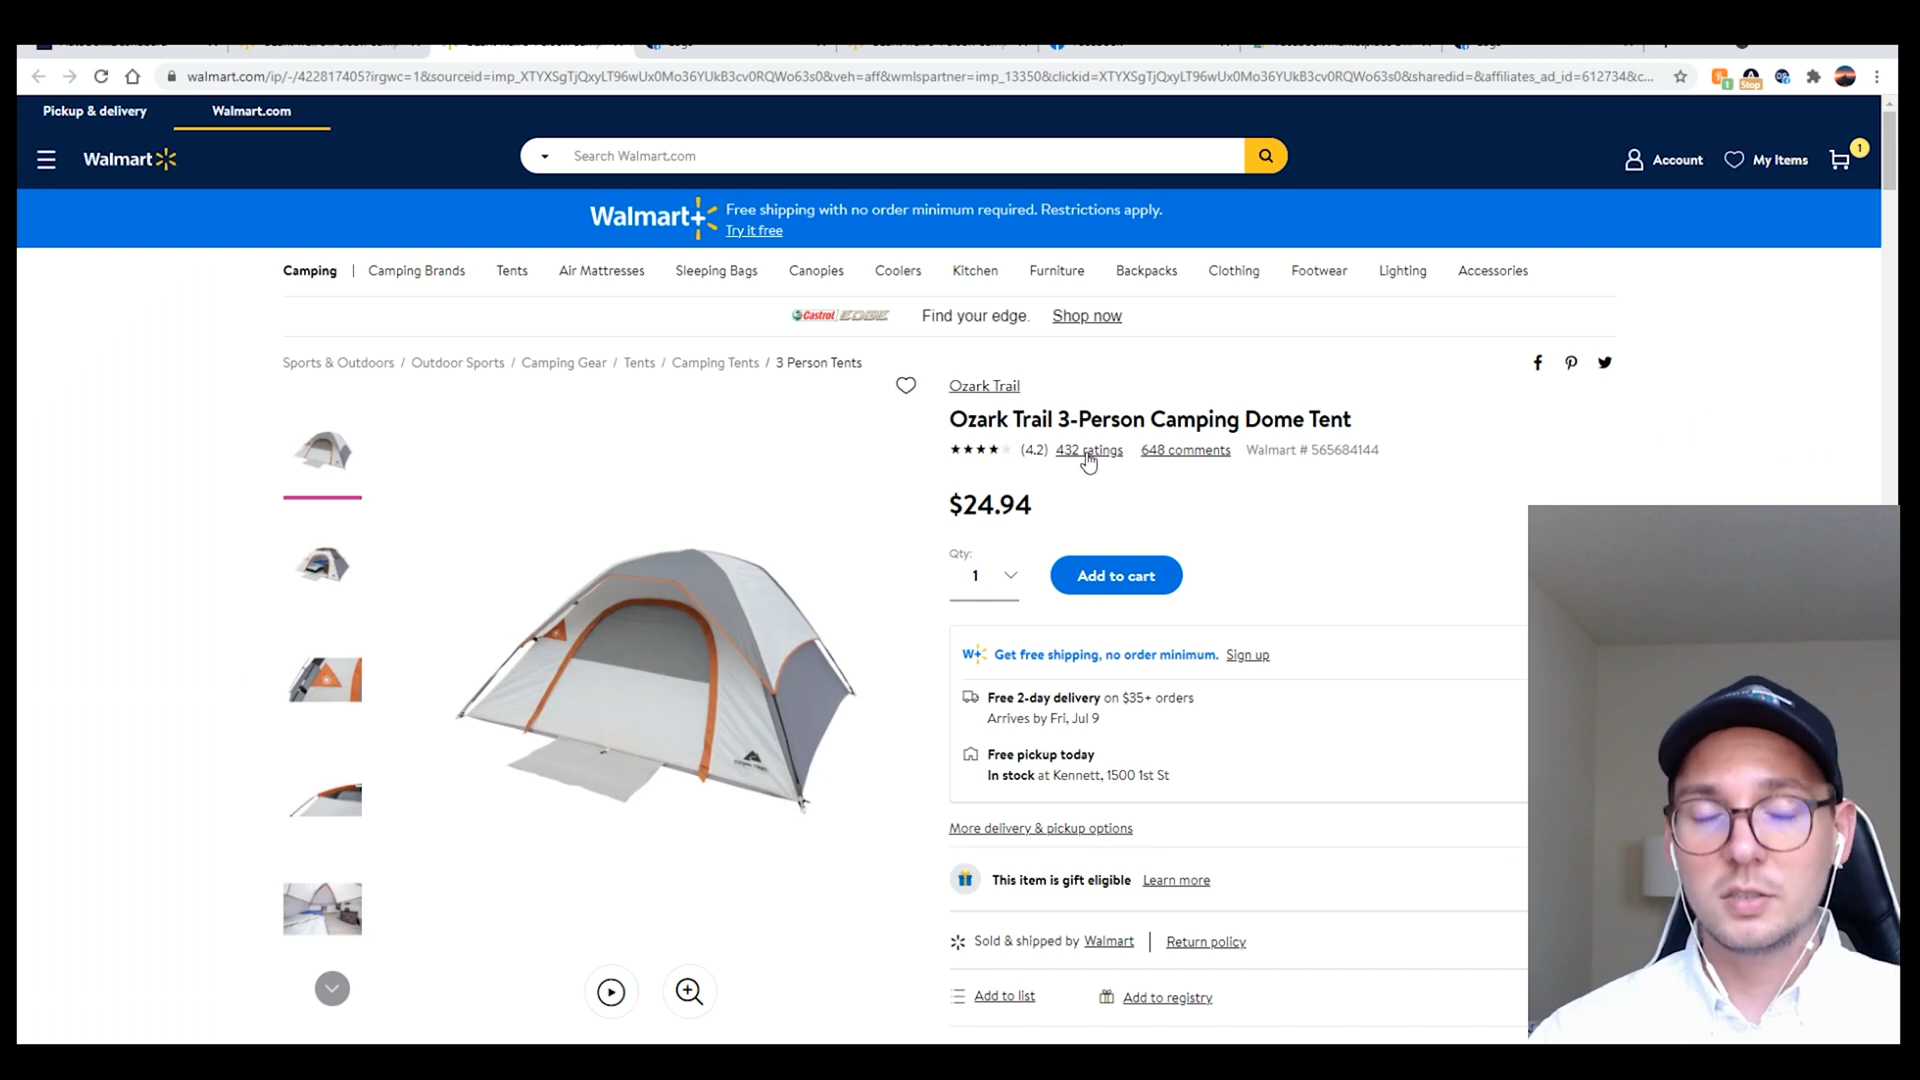 walmart.com/ip/-/422817405?irgwc=1&sourceid=imp_XTYXSgTjQxyLT96wUx0Mo36YUkB3cv0RQWo63s0&veh=aff&wmlspartner=imp_13350&clickid=XTYXSgTjQxyLT96wUx0Mo36YUkB3cv0RQWo63s0&sharedid=&affiliates_ad_id=612734&c...
1
Stop
Pickup & delivery
Walmart.com
Walmart
Search Walmart.com
Account
My Items
1
Walmart+
Free shipping with no order minimum required. Restrictions apply.
Try it free
Camping | Camping Brands Tents Air Mattresses Sleeping Bags Canopies Coolers Kitchen Furniture Backpacks Clothing Footwear Lighting Accessories
Castrol EDGE Find your edge. Shop now
Sports & Outdoors / Outdoor Sports / Camping Gear / Tents / Camping Tents / 3 Person Tents
Ozark Trail
Ozark Trail 3-Person Camping Dome Tent
(4.2) 432 ratings 648 comments Walmart # 565684144
$24.94
Qty:
1
Add to cart
W+ Get free shipping, no order minimum. Sign up
Free 2-day delivery on $35+ orders
Arrives by Fri, Jul 9
Free pickup today
In stock at Kennett, 1500 1st St
More delivery & pickup options
This item is gift eligible Learn more
Sold & shipped by Walmart | Return policy
Add to list
Add to registry